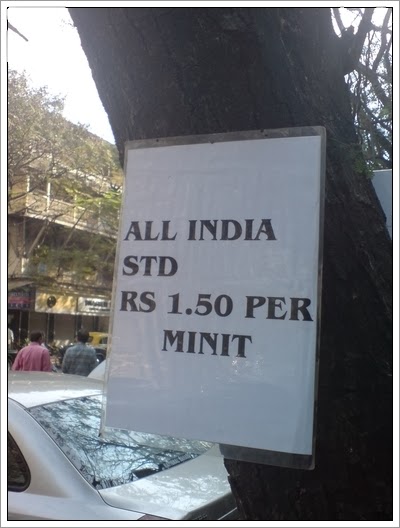 ALL INDIA
STD
RS 1.50 PER
MINIT